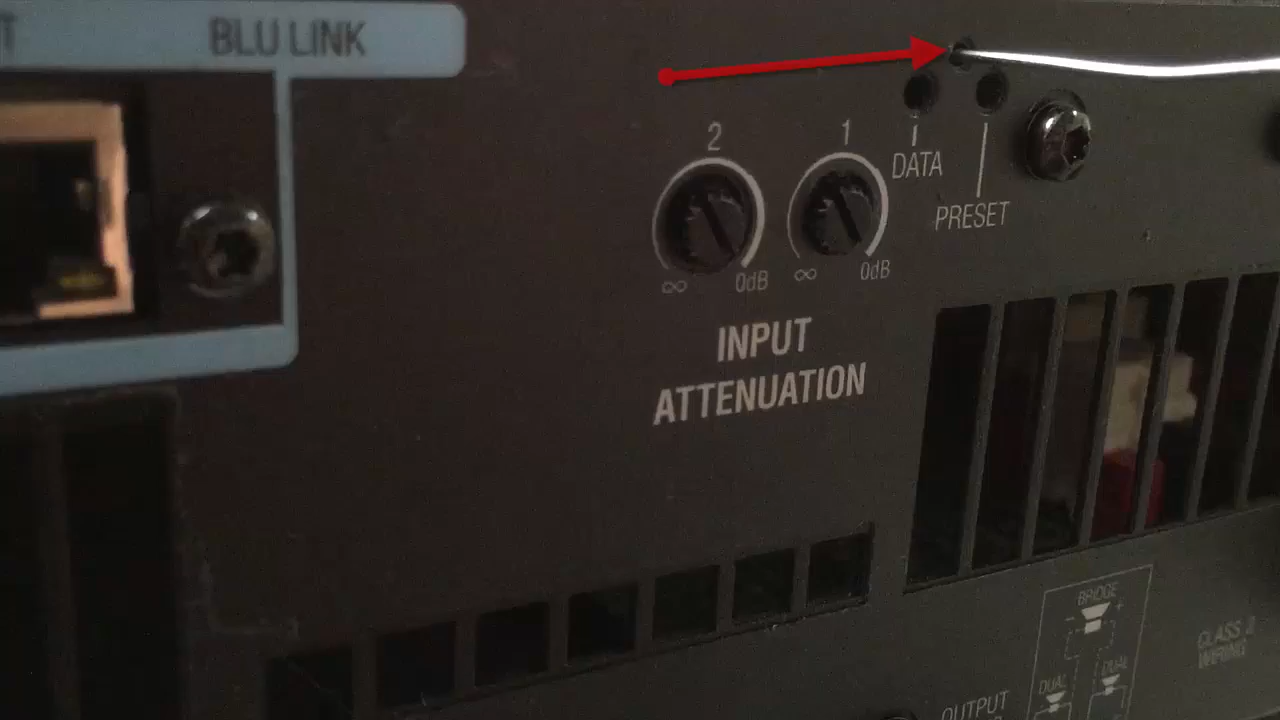 T
BLU LINK
2
1
DATA
PRESET
∞
0dB
∞
0dB
INPUT
ATTENUATION
BRIDGE
- +
DUAL
DUAL
CLASS 2
WIRING
OUTPUT